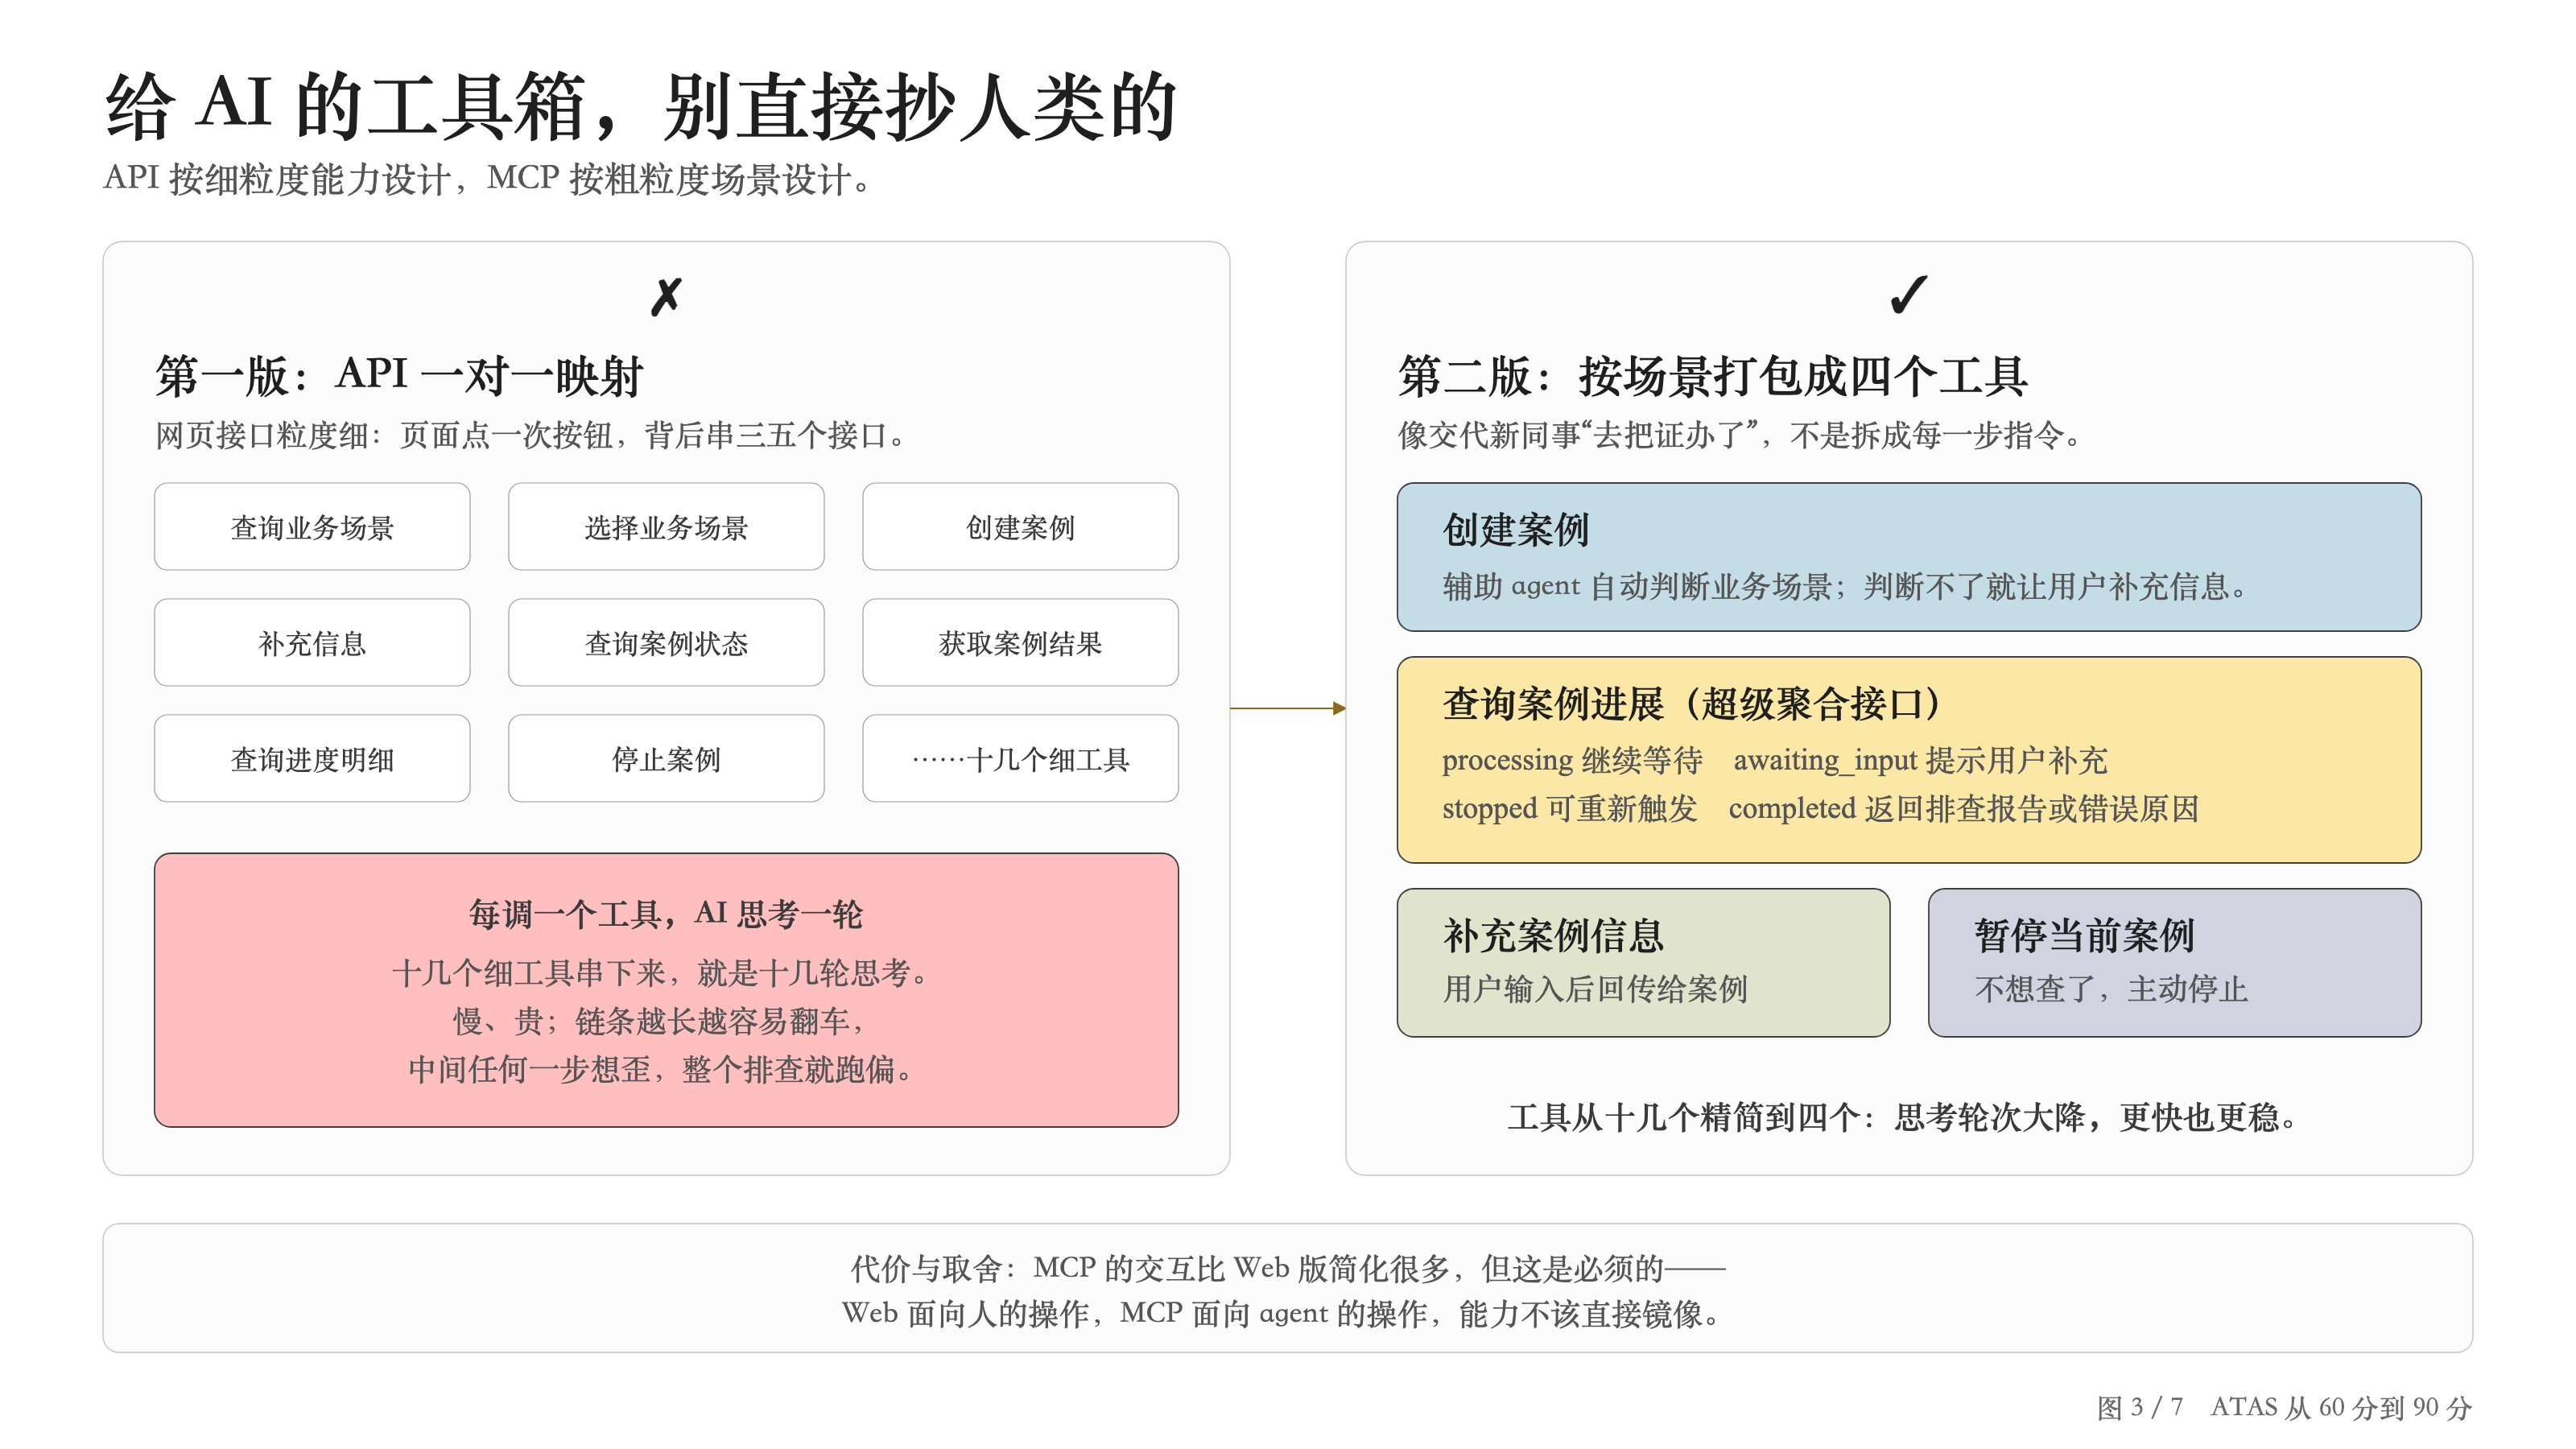 给 AI 的工具箱，别直接抄人类的
API 按细粒度能力设计，MCP 按粗粒度场景设计。
✗
第一版：API 一对一映射
网页接口粒度细：页面点一次按钮，背后串三五个接口。
查询业务场景
选择业务场景
创建案例
补充信息
查询案例状态
获取案例结果
查询进度明细
停止案例
……十几个细工具
每调一个工具，AI 思考一轮
十几个细工具串下来，就是十几轮思考。
慢、贵；链条越长越容易翻车，
中间任何一步想歪，整个排查就跑偏。
✓
第二版：按场景打包成四个工具
像交代新同事“去把证办了”，不是拆成每一步指令。
创建案例
辅助 agent 自动判断业务场景；判断不了就让用户补充信息。
查询案例进展（超级聚合接口）
processing 继续等待　awaiting_input 提示用户补充
stopped 可重新触发　completed 返回排查报告或错误原因
补充案例信息
用户输入后回传给案例
暂停当前案例
不想查了，主动停止
工具从十几个精简到四个：思考轮次大降，更快也更稳。
代价与取舍：MCP 的交互比 Web 版简化很多，但这是必须的——
Web 面向人的操作，MCP 面向 agent 的操作，能力不该直接镜像。
图 3 / 7　ATAS 从 60 分到 90 分